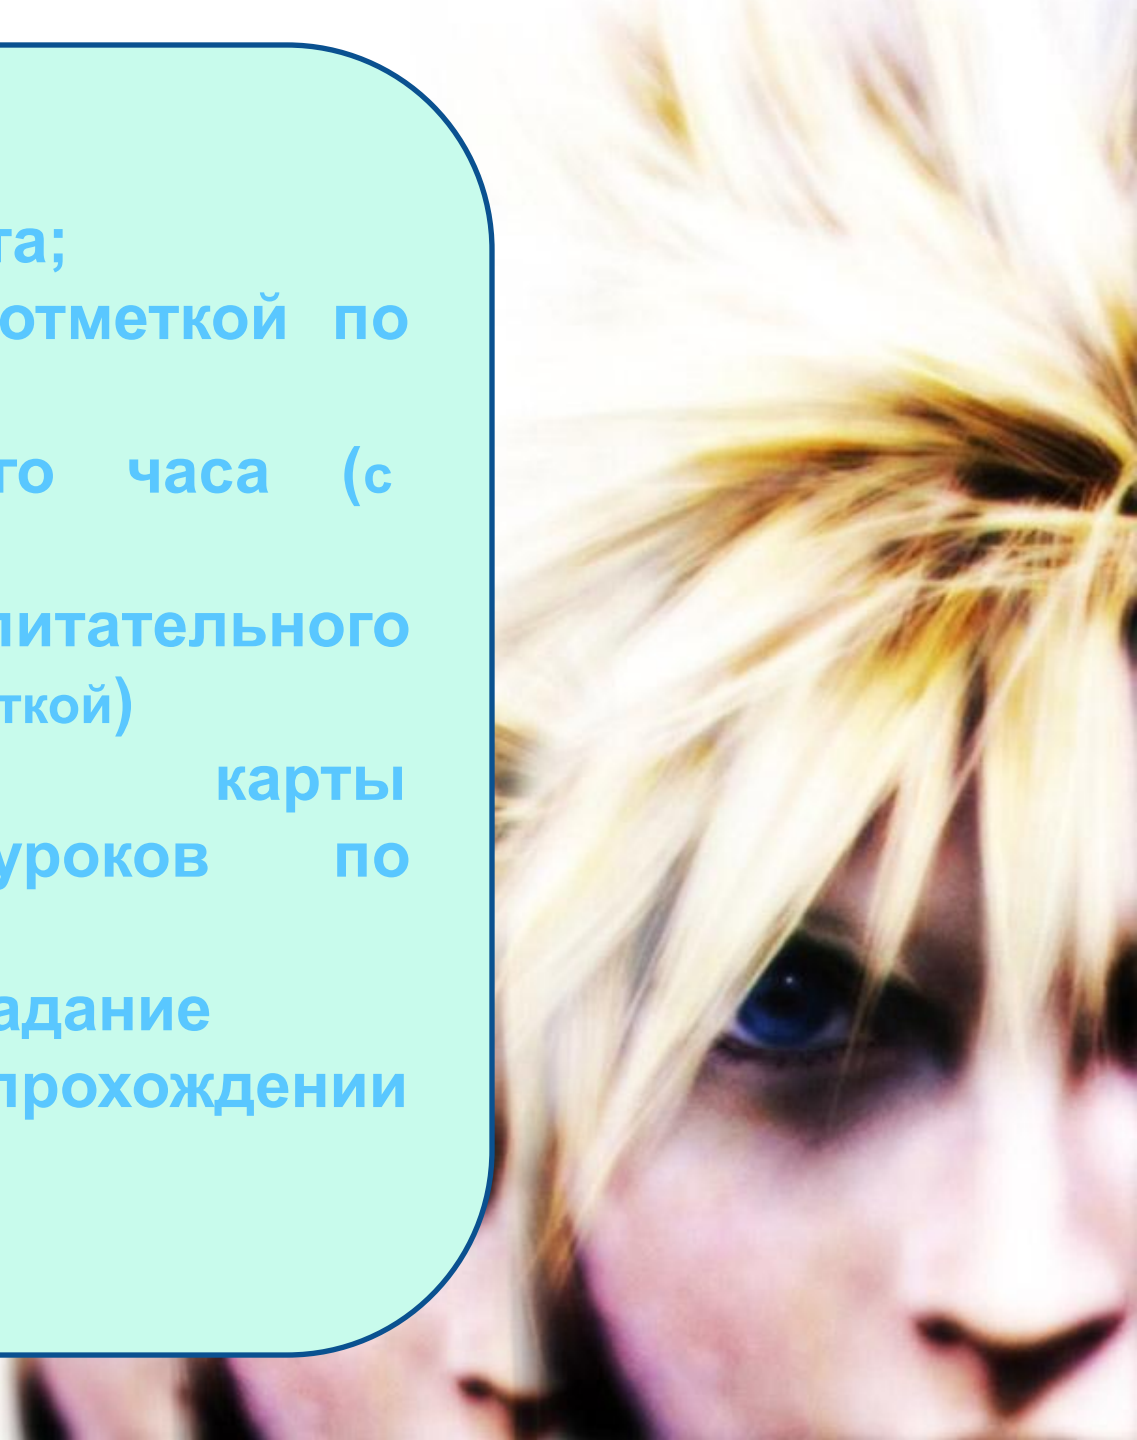 та;
отметкой по
го часа (с
питательного
ткой)
карты
уроков по
адание
прохождении